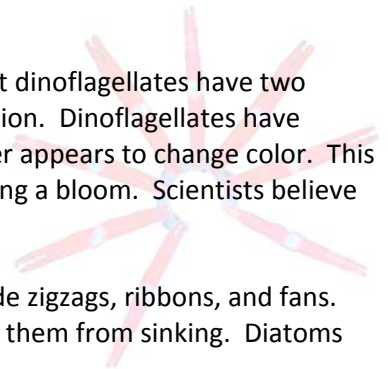 t dinoflagellates have two
ion. Dinoflagellates have
er appears to change color. This
ng a bloom. Scientists believe
de zigzags, ribbons, and fans.
them from sinking. Diatoms